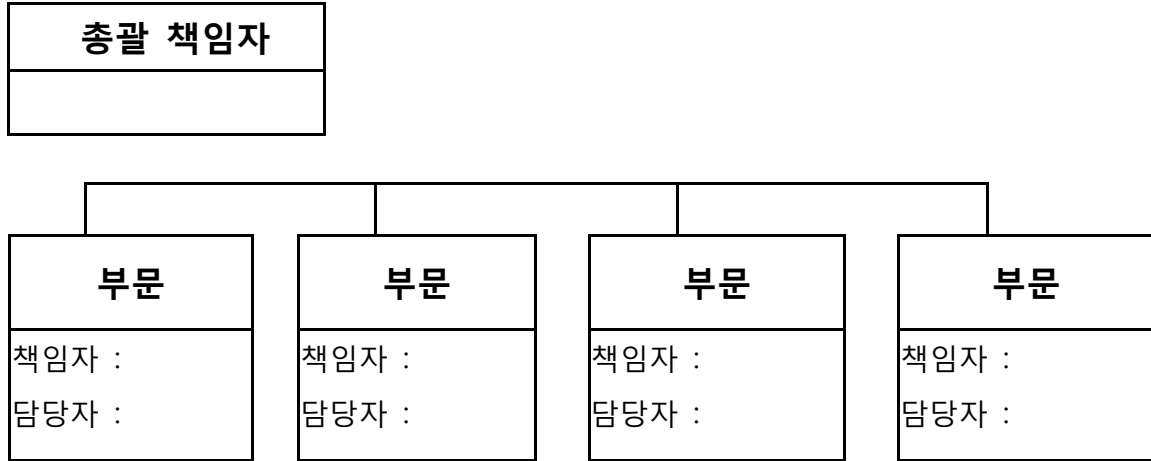 총괄 책임자
부문 부문 부문 부문
책임자 : 책임자 : 책임자 : 책임자 :
담당자 : 담당자 : 담당자 : 담당자 :